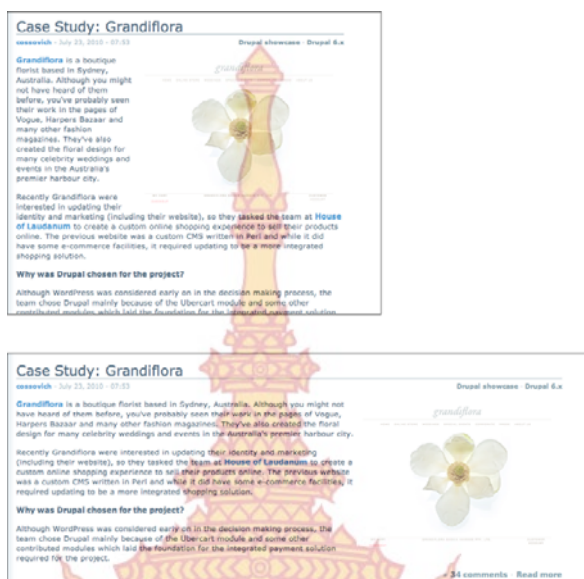 Case Study: Grandiflora
cossovich - July 23, 2010 - 07:53 Drupal showcase · Drupal 6.x
grandiflora
Grandiflora is a boutique
florist based in Sydney,
Australia. Although you might
not have heard of them
before, you've probably seen
their work in the pages of
Vogue, Harpers Bazaar and
many other fashion
magazines. They've also
created the floral design for
many celebrity weddings and
events in the Australia's
premier harbour city.
Recently Grandiflora were
interested in updating their
identity and marketing (including their website), so they tasked the team at House
of Laudanum to create a custom online shopping experience to sell their products
online. The previous website was a custom CMS written in Perl and while it did
have some e-commerce facilities, it required updating to be a more integrated
shopping solution.
Why was Drupal chosen for the project?
Although WordPress was considered early on in the decision making process, the
team chose Drupal mainly because of the Ubercart module and some other
contributed modules which laid the foundation for the integrated payment solution
Case Study: Grandiflora
cossovich - July 23, 2010 - 07:53 Drupal showcase · Drupal 6.x
grandiflora
Grandiflora is a boutique florist based in Sydney, Australia. Although you might not
have heard of them before, you've probably seen their work in the pages of Vogue,
Harpers Bazaar and many other fashion magazines. They've also created the floral
design for many celebrity weddings and events in the Australia's premier harbour city.
Recently Grandiflora were interested in updating their identity and marketing
(including their website), so they tasked the team at House of Laudanum to create a
custom online shopping experience to sell their products online. The previous website
was a custom CMS written in Perl and while it did have some e-commerce facilities, it
required updating to be a more integrated shopping solution.
Why was Drupal chosen for the project?
Although WordPress was considered early on in the decision making process, the
team chose Drupal mainly because of the Ubercart module and some other
contributed modules which laid the foundation for the integrated payment solution
required for the project.
34 comments Read more